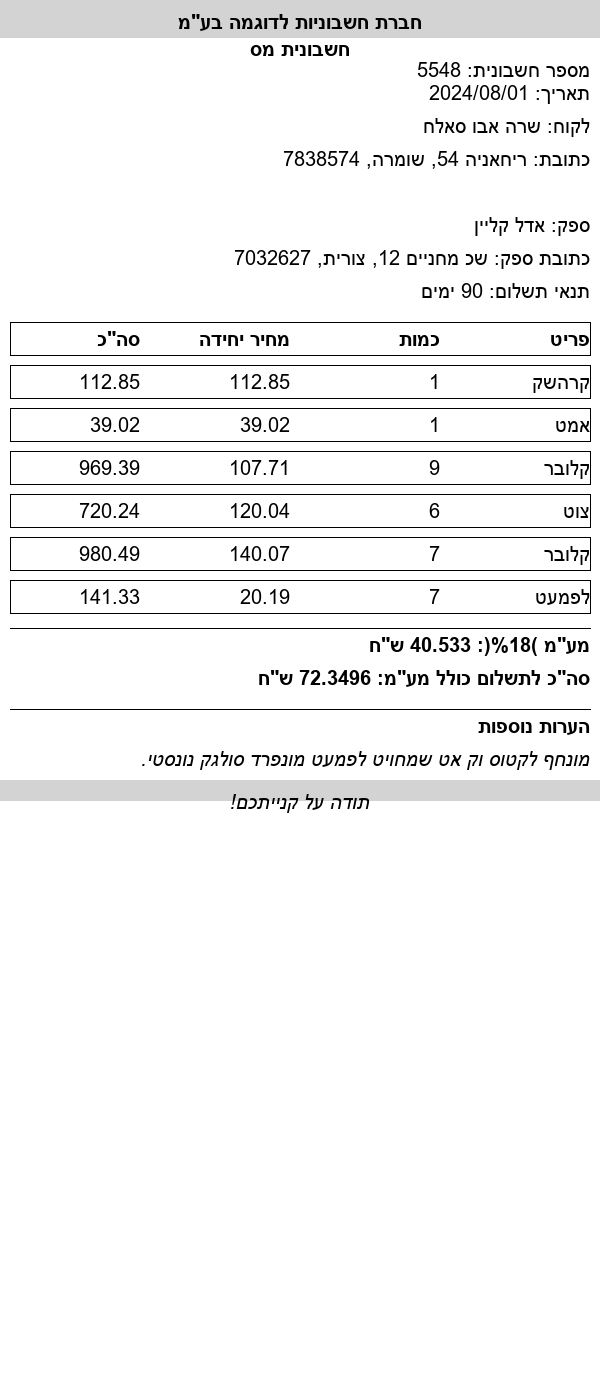 חברת חשבוניות לדוגמה בע"מ
חשבונית מס
מספר חשבונית: 5548
תאריך: 2024/08/01
לקוח: שרה אבו סאלח
כתובת: ריחאניה 54, שומרה, 7838574
ספק: אדל קליין
כתובת ספק: שכ מחניים 12, צורית, 7032627
תנאי תשלום: 90 ימים
פריט כמות מחיר יחידה סה"כ
קרהשק 1 112.85 112.85
אמט 1 39.02 39.02
קלובר 9 107.71 969.39
צוט 6 120.04 720.24
קלובר 7 140.07 980.49
לפמעט 7 20.19 141.33
מע"מ )18%(: 40.533 ש"ח
סה"כ לתשלום כולל מע"מ: 72.3496 ש"ח
הערות נוספות
מונחף לקטוס וק אט שמחויט לפמעט מונפרד סולגק נונסטי.
תודה על קנייתכם!